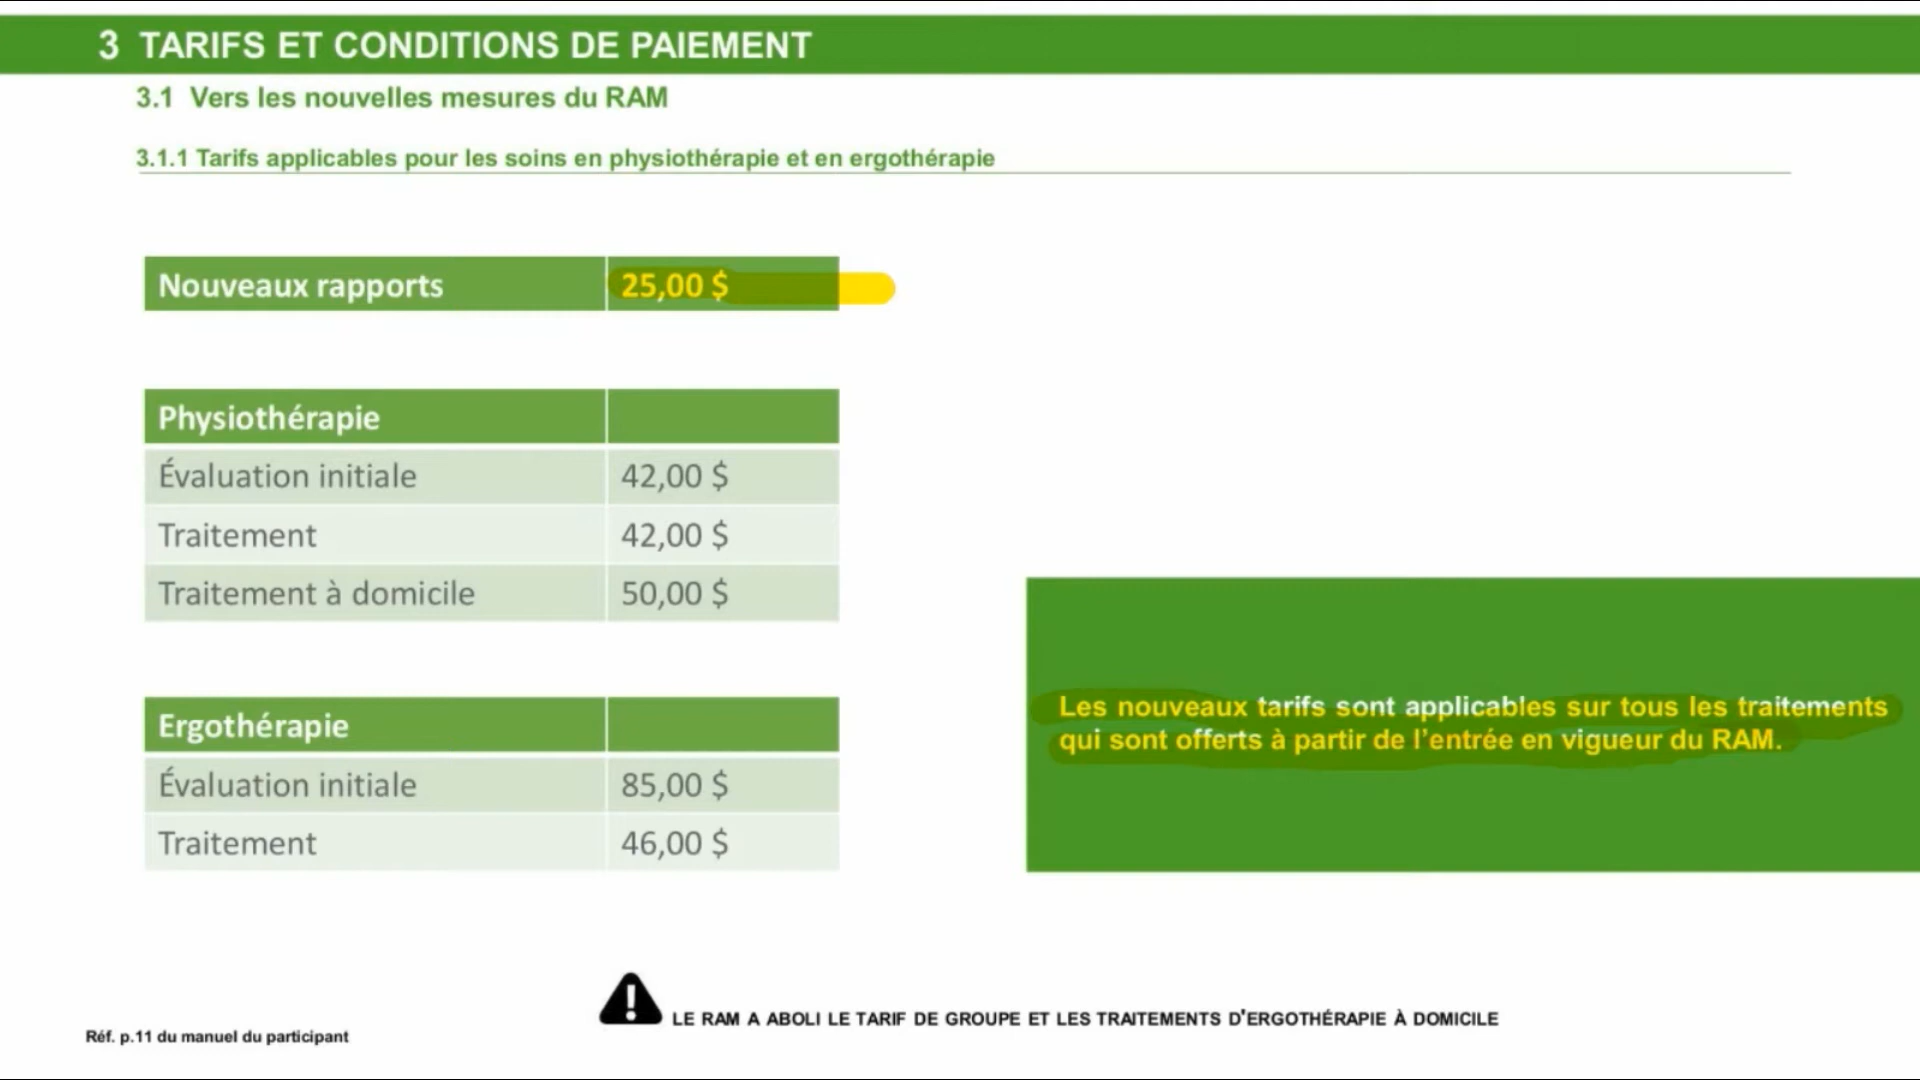 3 TARIFS ET CONDITIONS DE PAIEMENT
3.1 Vers les nouvelles mesures du RAM
3.1.1 Tarifs applicables pour les soins en physiothérapie et en ergothérapie
Nouveaux rapports 25,00 $
Physiothérapie
Évaluation initiale 42,00 $
Traitement 42,00 $
Traitement à domicile 50,00 $
Ergothérapie
Évaluation initiale 85,00 $
Traitement 46,00 $
Les nouveaux tarifs sont applicables sur tous les traitements
qui sont offerts à partir de l'entrée en vigueur du RAM.
LE RAM A ABOLI LE TARIF DE GROUPE ET LES TRAITEMENTS D'ERGOTHÉRAPIE À DOMICILE
Réf. p.11 du manuel du participant